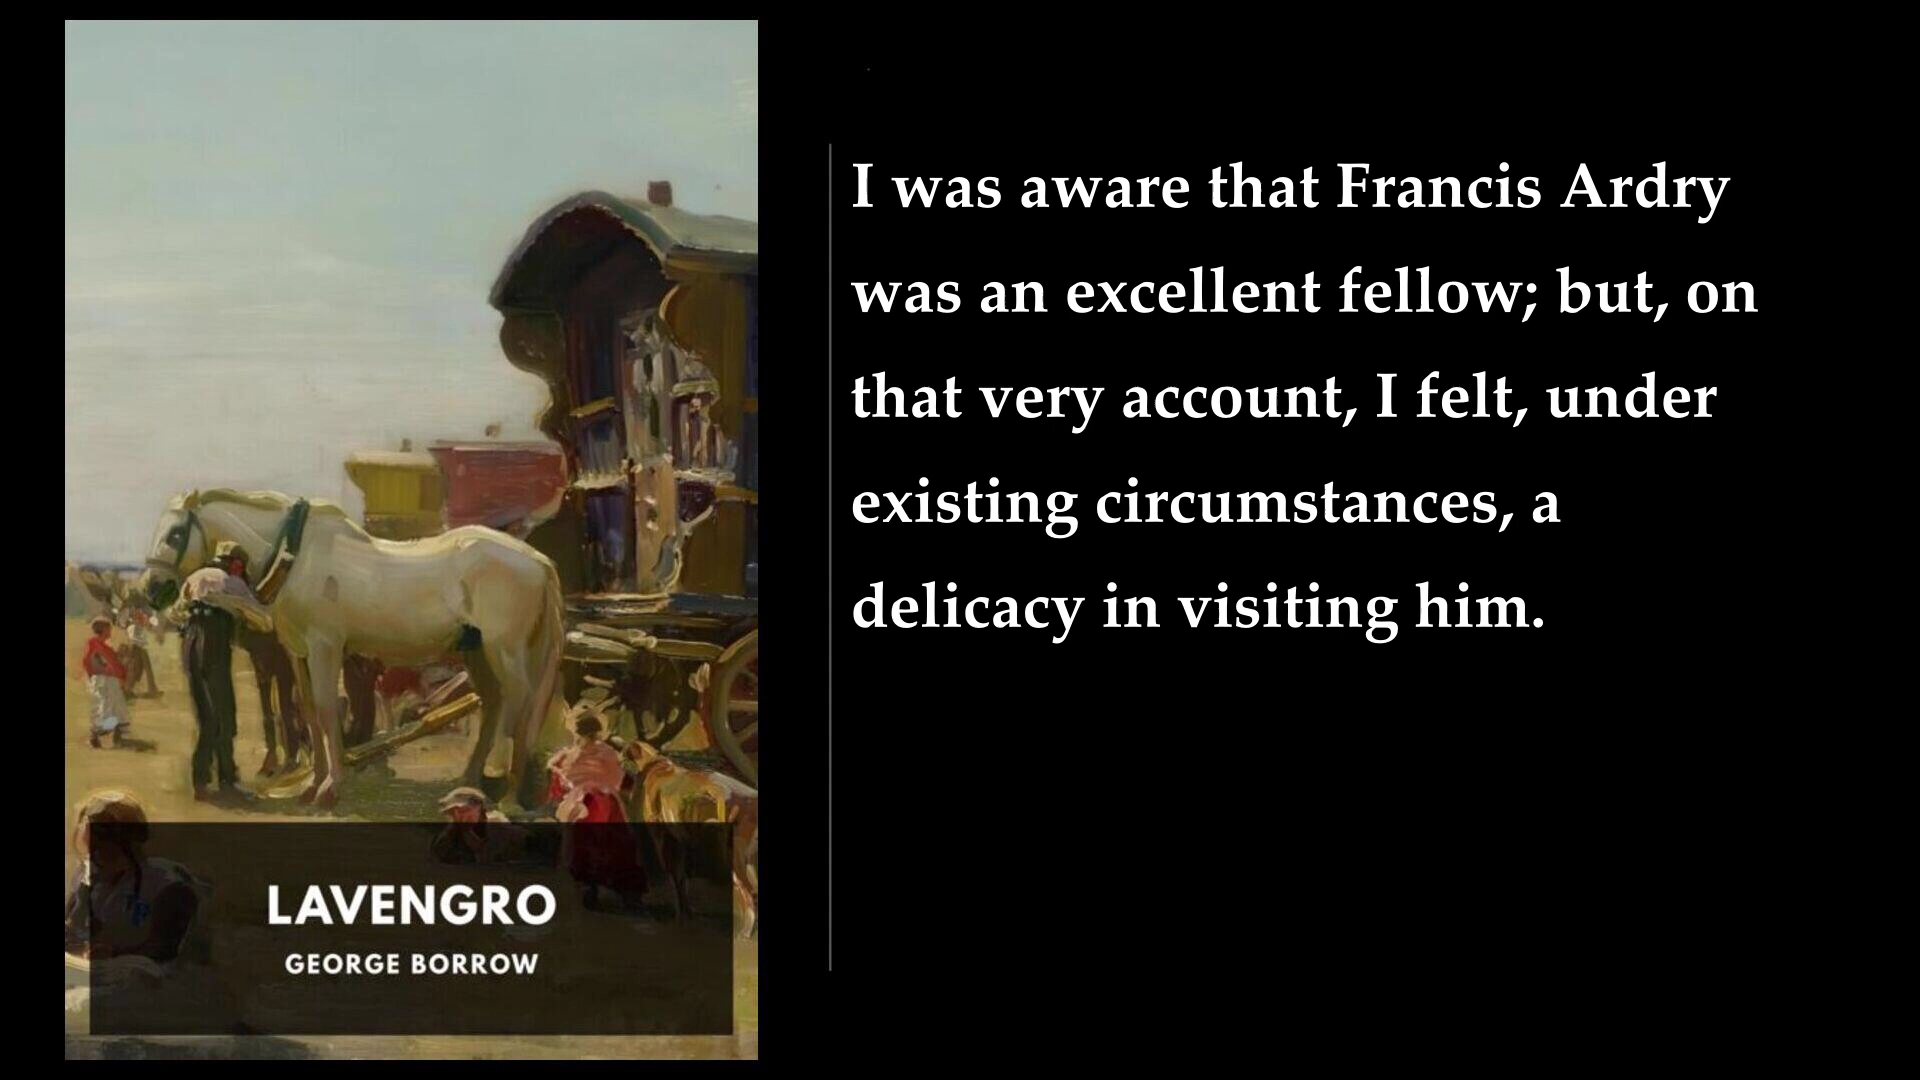 LAVENGRO
GEORGE BORROW
I was aware that Francis Ardry
was an excellent fellow; but, on
that very account, I felt, under
existing circumstances, a
delicacy in visiting him.